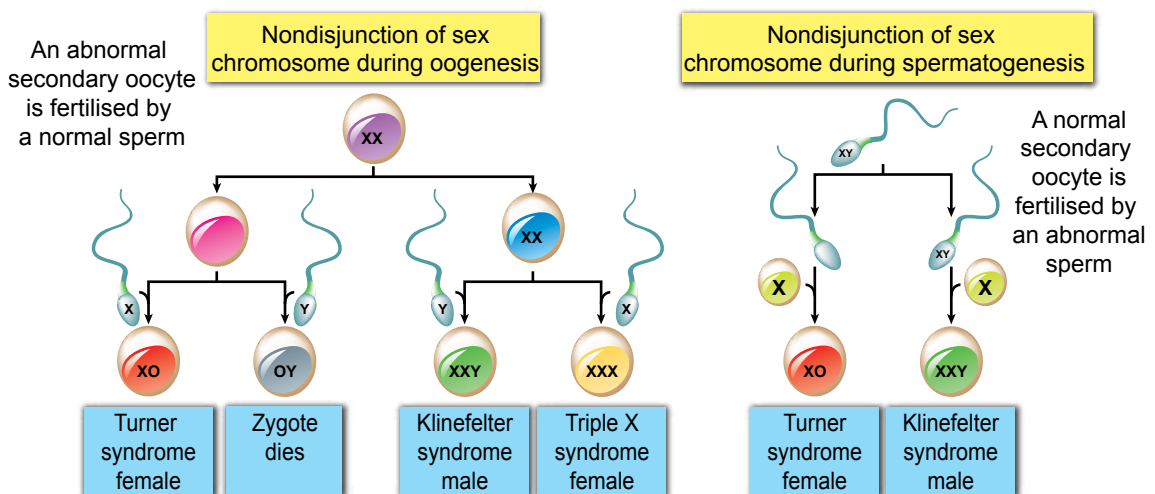 An abnormal
secondary oocyte
is fertilised by
a normal sperm
Nondisjunction of sex
chromosome during oogenesis
XX
XX
X
Y
Y
X
XO
OY
XXY
XXX
Turner
syndrome
female
Zygote
dies
Klinefelter
syndrome
male
Triple X
syndrome
female
Nondisjunction of sex
chromosome during spermatogenesis
A normal
secondary
oocyte is
fertilised by
an abnormal
sperm
XY
XY
X
X
XO
XXY
Turner
syndrome
female
Klinefelter
syndrome
male